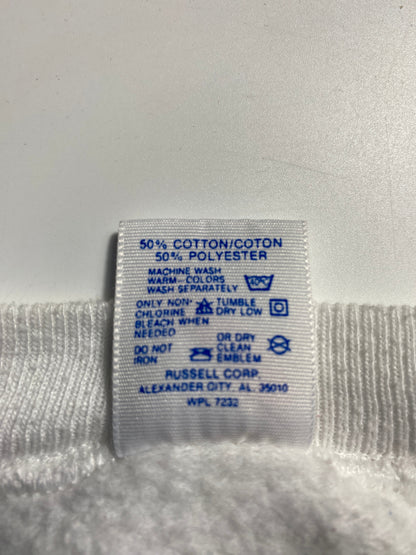 50% COTTON/COTON
50% POLYESTER
MACHINE WASH
WARM-COLORS
WASH SEPARATELY
ONLY NON-
CHLORINE
BLEACH WHEN
NEEDED
TUMBLE
DRY LOW
DO NOT
IRON
OR DRY
CLEAN
EMBLEM
RUSSELL CORP.
ALEXANDER CITY, AL. 35010
WPL 7232